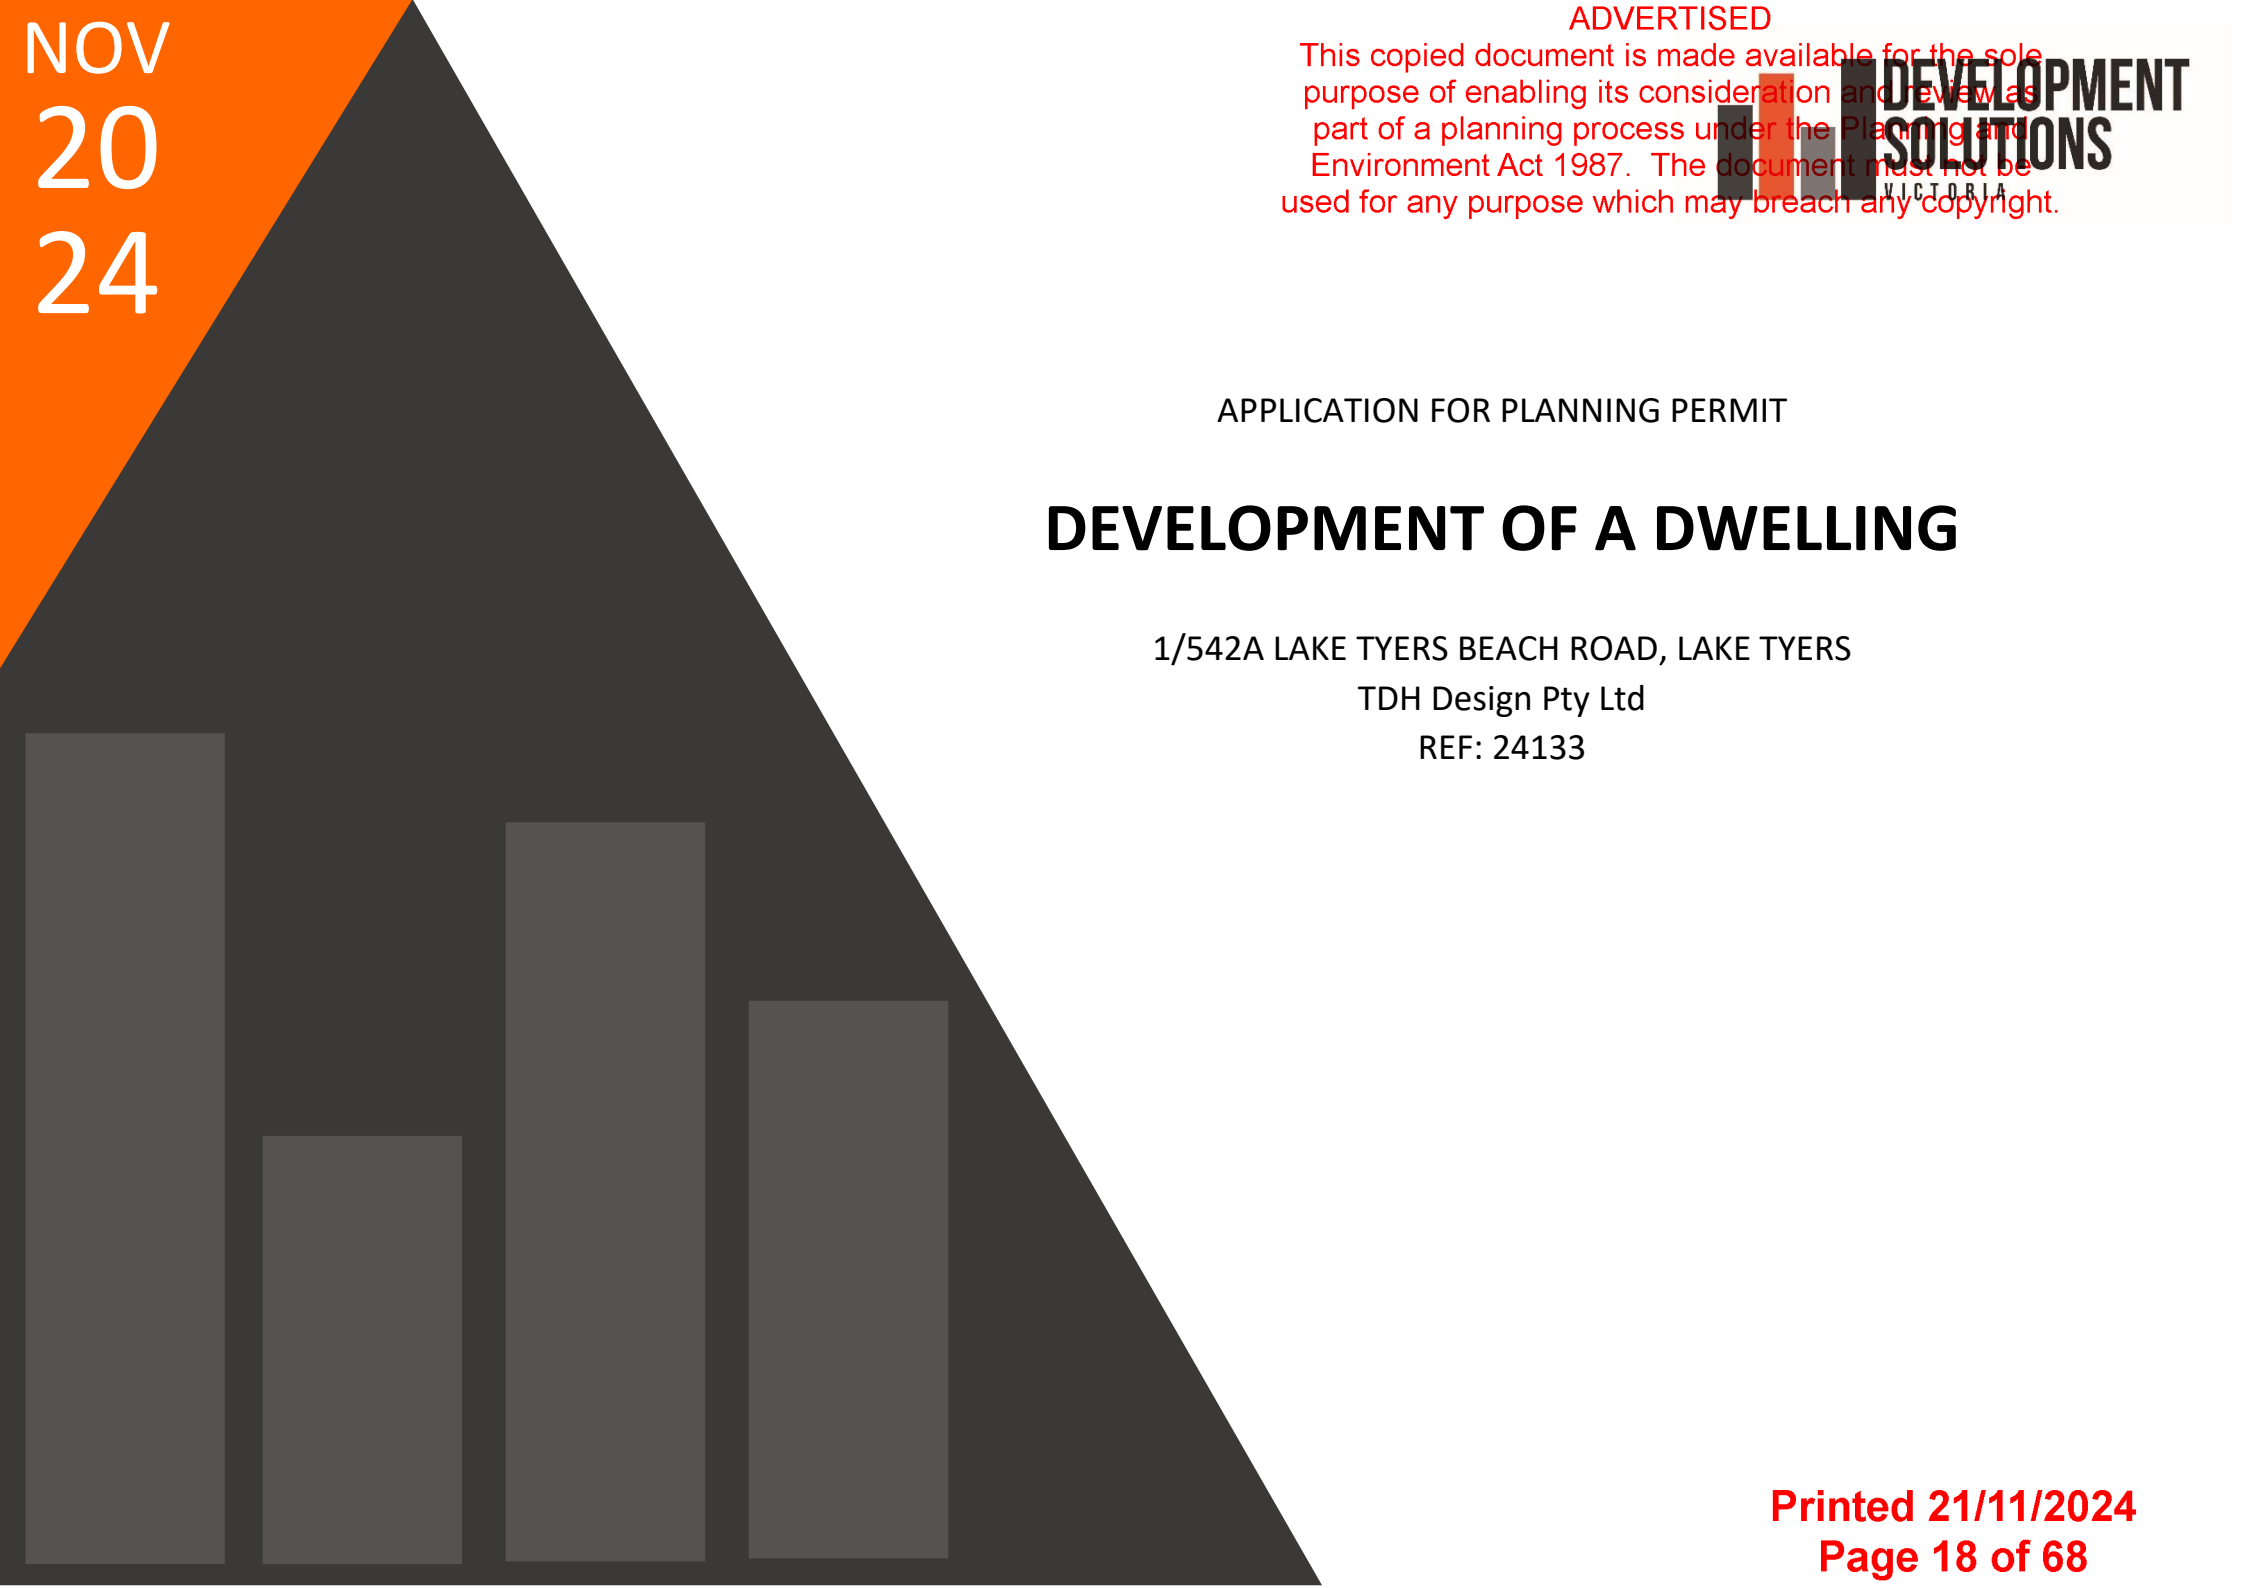 NOV
20
24
ADVERTISED
This copied document is made available for the sole
purpose of enabling its consideration and review as
part of a planning process under the Planning and
Environment Act 1987.  The document must not be
used for any purpose which may breach any copyright.
DEVELOPMENT
SOLUTIONS
VICTORIA
APPLICATION FOR PLANNING PERMIT
DEVELOPMENT OF A DWELLING
1/542A LAKE TYERS BEACH ROAD, LAKE TYERS
TDH Design Pty Ltd
REF: 24133
Printed 21/11/2024
Page 18 of 68